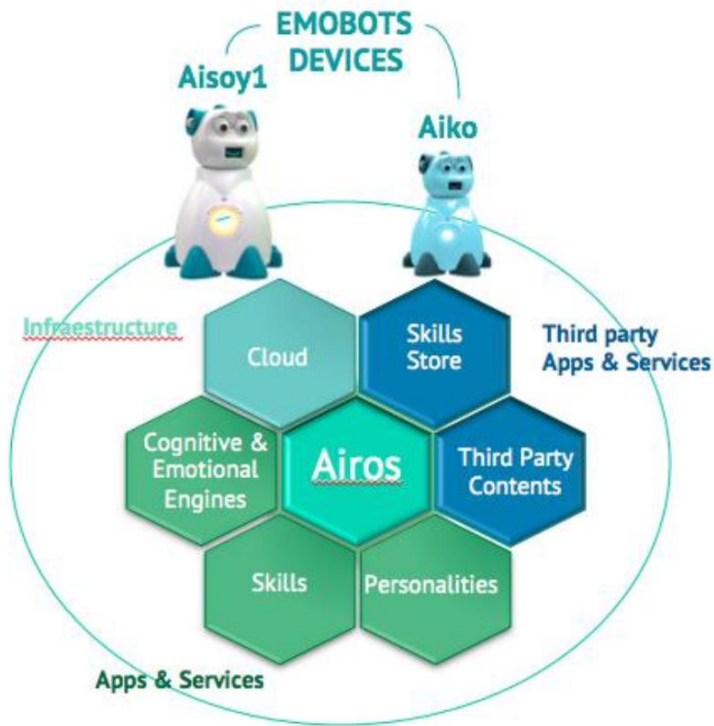 EMOBOTS
DEVICES
Aisoy1
Aiko
Infraestructure
Cloud
Skills
Store
Third party
Apps & Services
Cognitive &
Emotional
Engines
Airos
Third Party
Contents
Skills
Personalities
Apps & Services